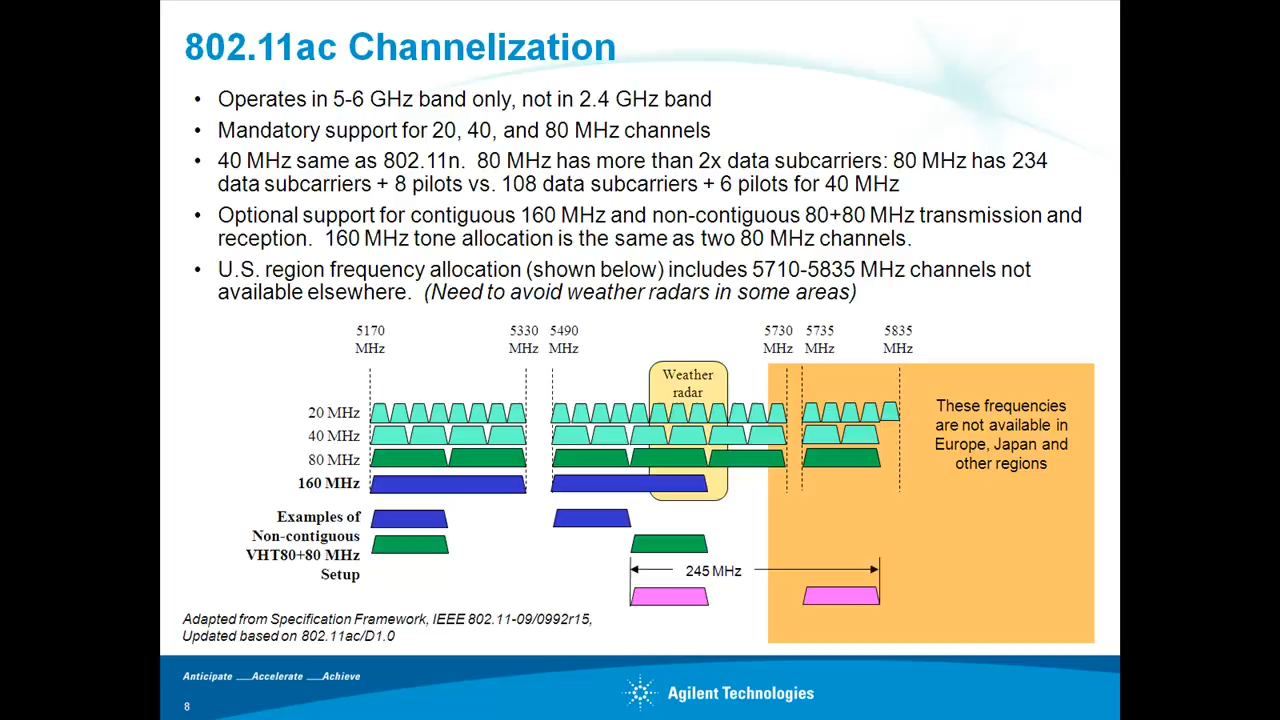 802.11ac Channelization
• Operates in 5-6 GHz band only, not in 2.4 GHz band
• Mandatory support for 20, 40, and 80 MHz channels
• 40 MHz same as 802.11n.  80 MHz has more than 2x data subcarriers: 80 MHz has 234
data subcarriers + 8 pilots vs. 108 data subcarriers + 6 pilots for 40 MHz
• Optional support for contiguous 160 MHz and non-contiguous 80+80 MHz transmission and
reception.  160 MHz tone allocation is the same as two 80 MHz channels.
• U.S. region frequency allocation (shown below) includes 5710-5835 MHz channels not
available elsewhere.  (Need to avoid weather radars in some areas)
5170 5330 5490 5730 5735 5835
MHz MHz MHz MHz MHz MHz
Weather
radar
20 MHz
40 MHz
80 MHz
160 MHz
These frequencies
are not available in
Europe, Japan and
other regions
Examples of
Non-contiguous
VHT80+80 MHz
Setup
245 MHz
Adapted from Specification Framework, IEEE 802.11-09/0992r15,
Updated based on 802.11ac/D1.0
Anticipate __Accelerate __Achieve
Agilent Technologies
8